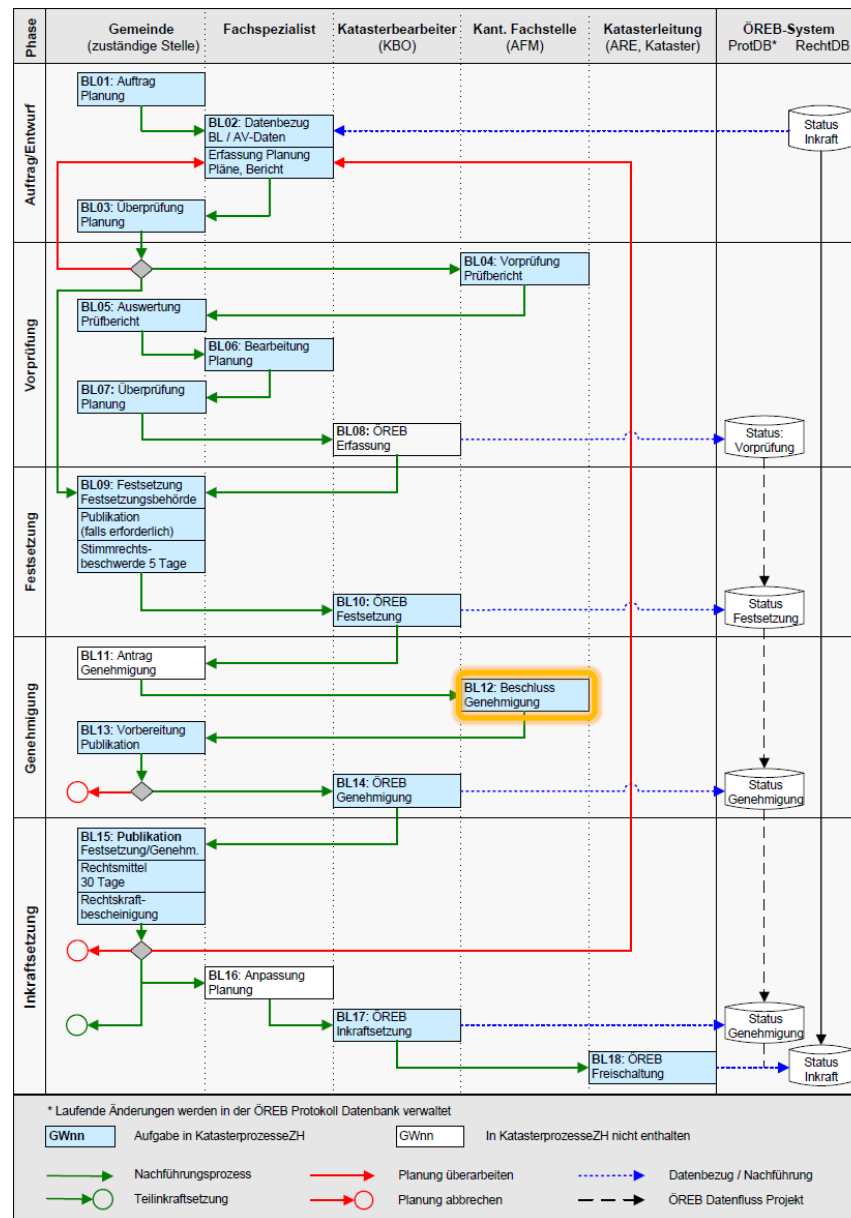 Phase
Gemeinde
(zuständige Stelle)
Fachspezialist
Katasterbearbeiter
(KBO)
Kant. Fachstelle
(AFM)
Katasterleitung
(ARE, Kataster)
ÖREB-System
ProtDB* RechtDB
Auftrag/Entwurf
BL01: Auftrag
Planung
BL02: Datenbezug
BL / AV-Daten
Erfassung Planung
Pläne, Bericht
Status
Inkraft
BL03: Überprüfung
Planung
Vorprüfung
BL04: Vorprüfung
Prüfbericht
BL05: Auswertung
Prüfbericht
BL06: Bearbeitung
Planung
BL07: Überprüfung
Planung
BL08: ÖREB
Erfassung
Status:
Vorprüfung
Festsetzung
BL09: Festsetzung
Festsetzungsbehörde
Publikation
(falls erforderlich)
Stimmrechts-
beschwerde 5 Tage
BL10: ÖREB
Festsetzung
Status
Festsetzung
Genehmigung
BL11: Antrag
Genehmigung
BL12: Beschluss
Genehmigung
BL13: Vorbereitung
Publikation
BL14: ÖREB
Genehmigung
Status
Genehmigung
Inkraftsetzung
BL15: Publikation
Festsetzung/Genehm.
Rechtsmittel
30 Tage
Rechtskraft-
bescheinigung
BL16: Anpassung
Planung
BL17: ÖREB
Inkraftsetzung
Status
Genehmigung
BL18: ÖREB
Freischaltung
Status
Inkraft
* Laufende Änderungen werden in der ÖREB Protokoll Datenbank verwaltet
GWnn Aufgabe in KatasterprozesseZH GWnn In KatasterprozesseZH nicht enthalten
Nachführungsprozess Planung überarbeiten Datenbezug / Nachführung
Teilinkraftsetzung Planung abbrechen ÖREB Datenfluss Projekt